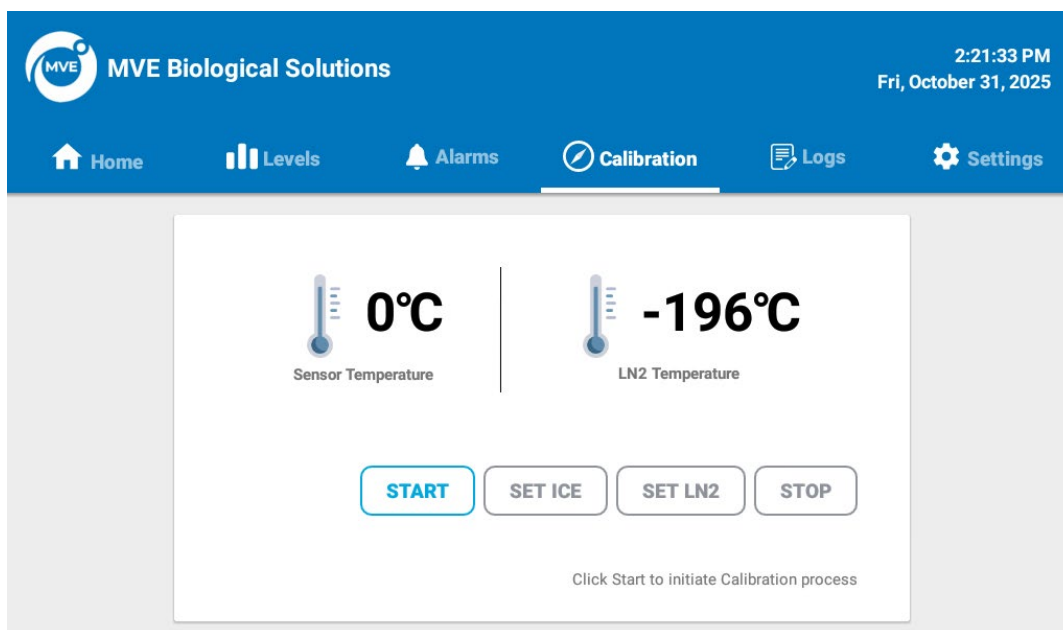 MVE
MVE Biological Solutions
2:21:33 PM
Fri, October 31, 2025
Home
Levels
Alarms
Calibration
Logs
Settings
0°C
Sensor Temperature
-196°C
LN2 Temperature
START
SET ICE
SET LN2
STOP
Click Start to initiate Calibration process